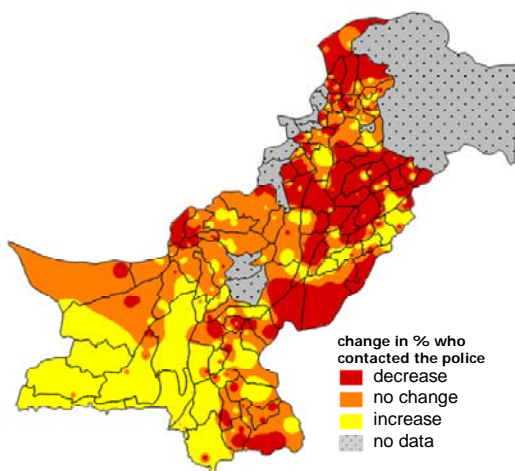 change in % who
contacted the police
decrease
no change
increase
no data